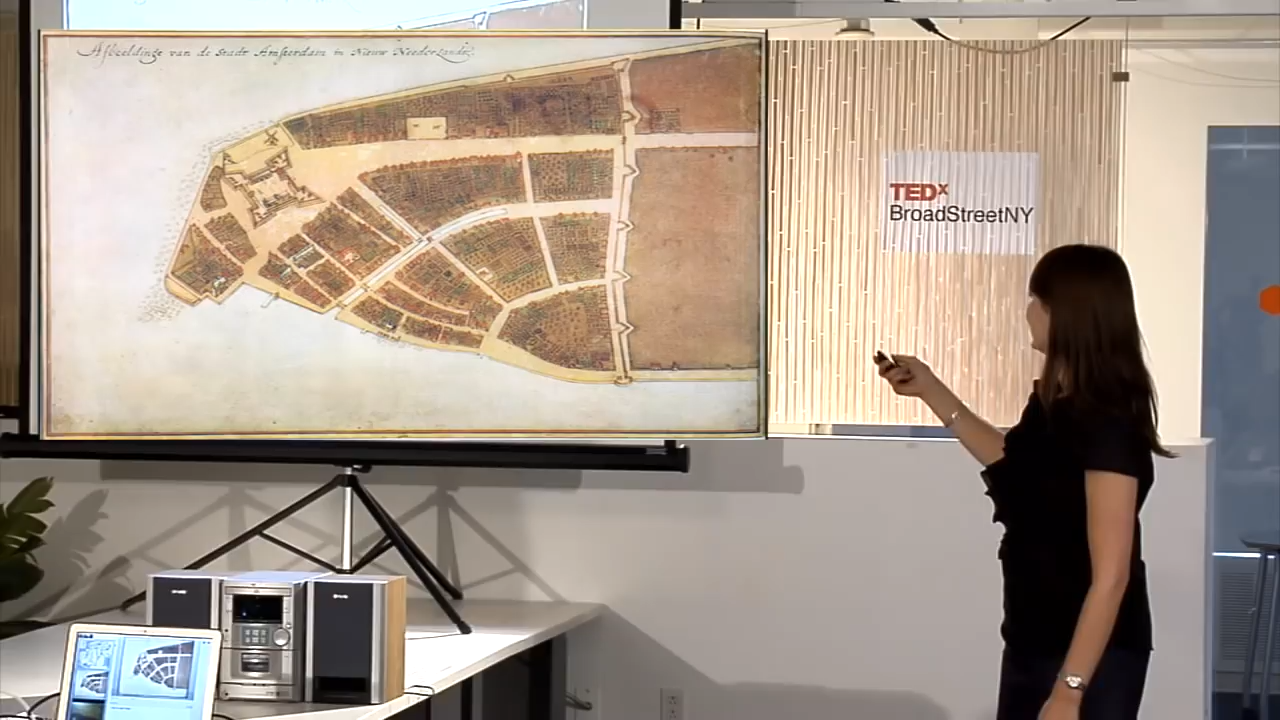 Afbeeldinge van de Stadt Amsterdam in Nieuw Neederlandt.
TEDx
BroadStreetNY